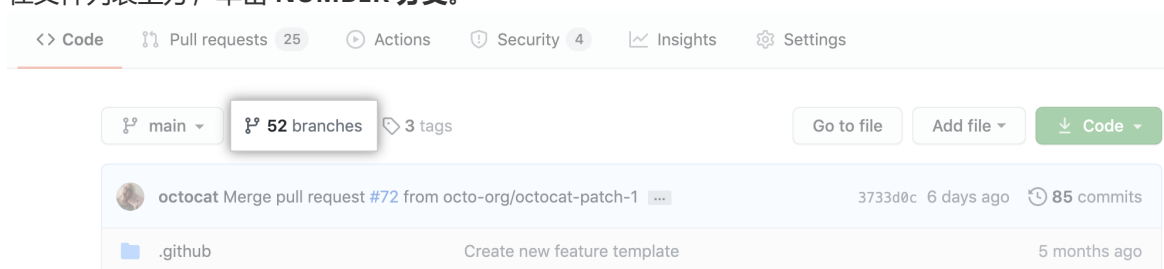 在文件列表上方，单击 NUMBER 分支。
Code Pull requests 25 Actions Security 4 Insights Settings
main 52 branches 3 tags Go to file Add file Code
octocat Merge pull request #72 from octo-org/octocat-patch-1 ... 3733d0c 6 days ago 85 commits
.github Create new feature template 5 months ago